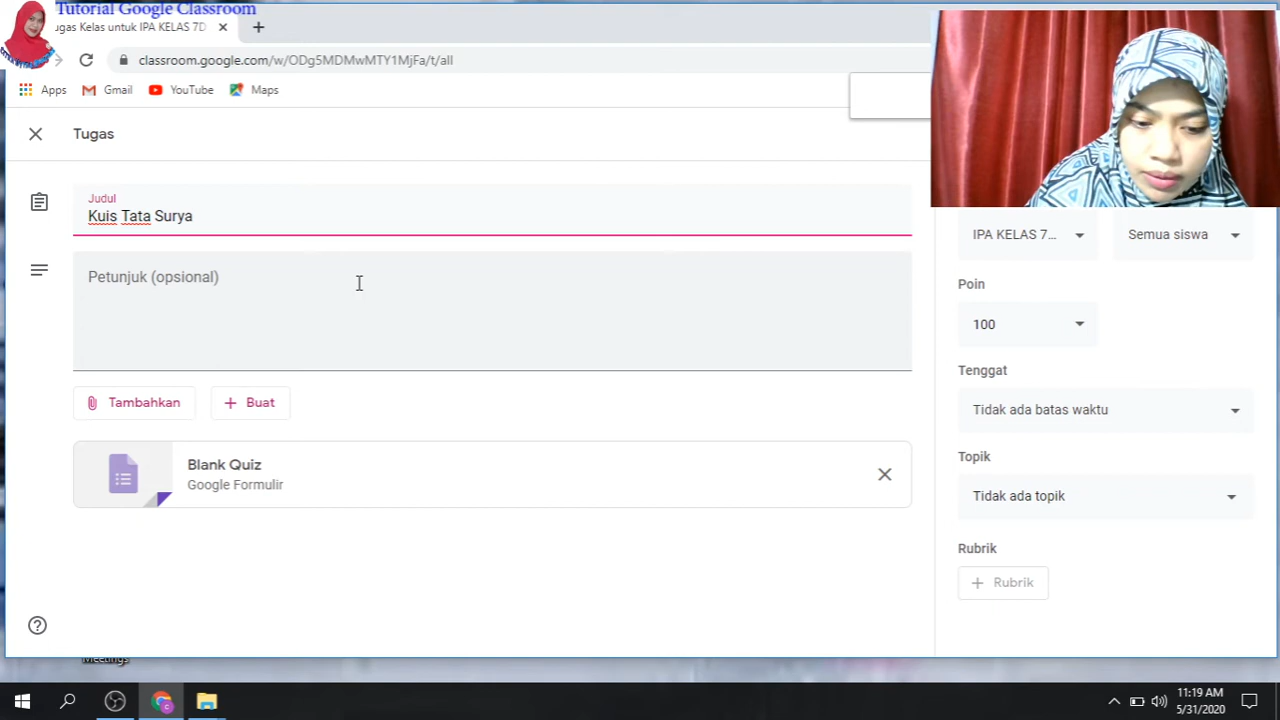 Tutorial Google Classroom
ugas Kelas untuk IPA KELAS 7D
classroom.google.com/w/ODg5MDMwMTY1MjFa/t/all
Apps Gmail YouTube Maps
Tugas
Judul
Kuis Tata Surya
Petunjuk (opsional)
Tambahkan
Buat
Blank Quiz
Google Formulir
IPA KELAS 7...
Semua siswa
Poin
100
Tenggat
Tidak ada batas waktu
Topik
Tidak ada topik
Rubrik
Rubrik
Meetings
11:19 AM
5/31/2020